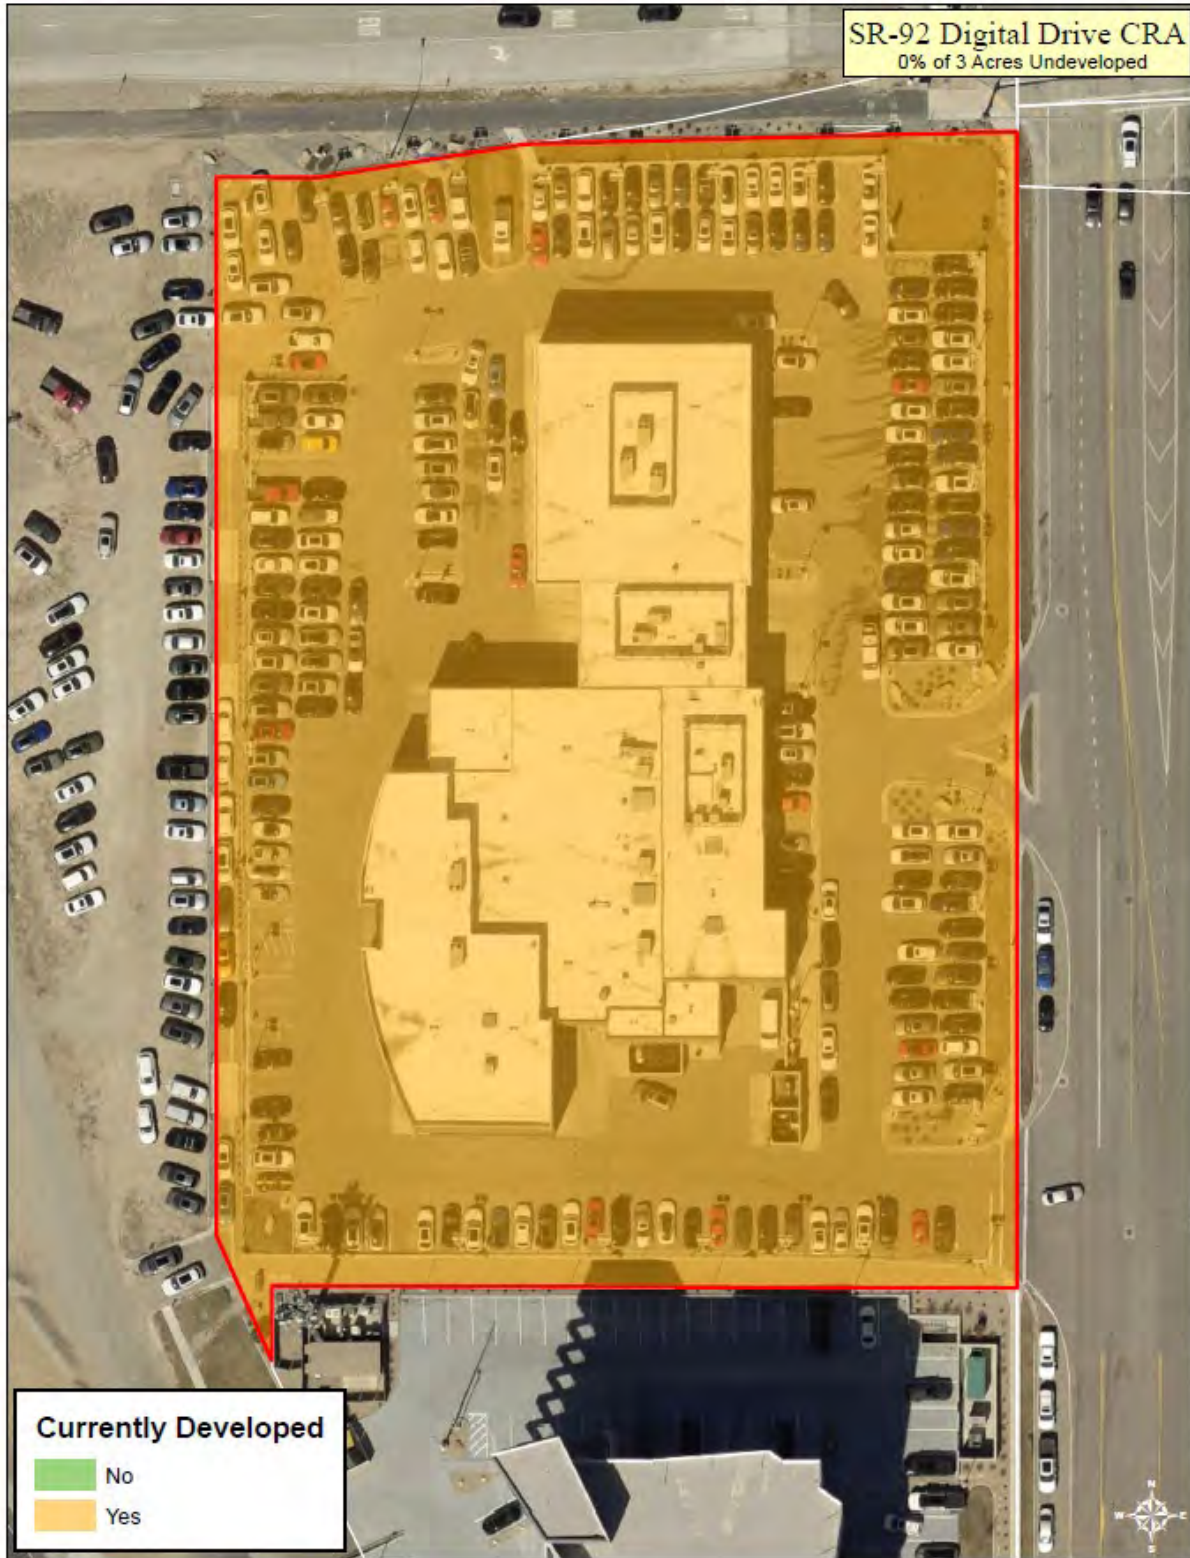 SR-92 Digital Drive CRA
0% of 3 Acres Undeveloped
Currently Developed
No
Yes
N
W E
S